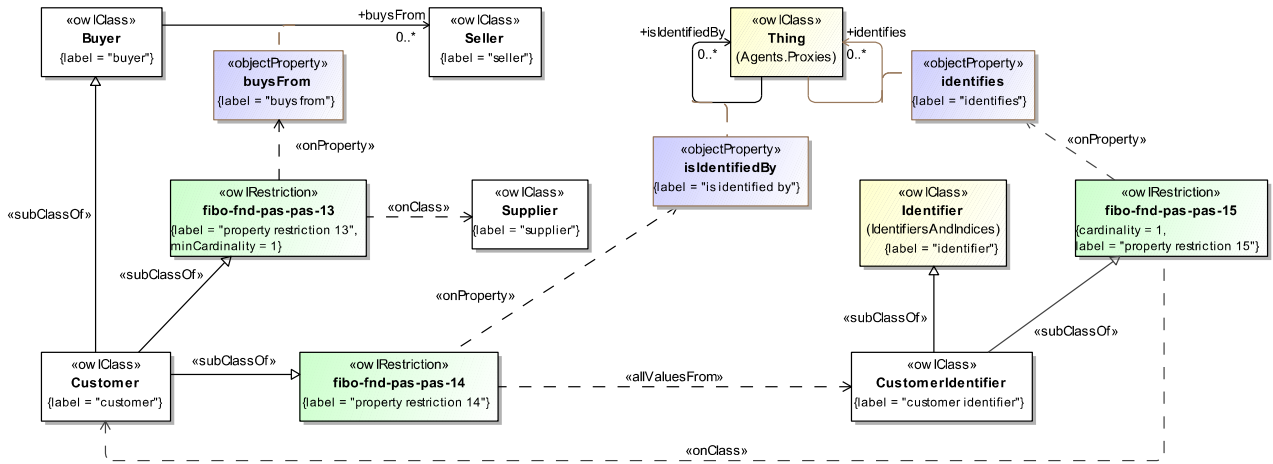 «owlClass»
Buyer
{label = "buyer"}
+buysFrom
0..*
«owlClass»
Seller
{label = "seller"}
«objectProperty»
buysFrom
{label = "buys from"}
«owlClass»
Thing
(Agents.Proxies)
+isIdentifiedBy
0..*
+identifies
0..*
«objectProperty»
identifies
{label = "identifies"}
«onProperty»
«objectProperty»
isIdentifiedBy
{label = "is identified by"}
«onProperty»
«subClassOf»
«owlRestriction»
fibo-fnd-pas-pas-13
{label = "property restriction 13",
minCardinality = 1}
«onClass»
«owlClass»
Supplier
{label = "supplier"}
«owlClass»
Identifier
(IdentifiersAndIndices)
{label = "identifier"}
«owlRestriction»
fibo-fnd-pas-pas-15
{cardinality = 1,
label = "property restriction 15"}
«subClassOf»
«onProperty»
«subClassOf»
«subClassOf»
«owlClass»
Customer
{label = "customer"}
«subClassOf»
«owlRestriction»
fibo-fnd-pas-pas-14
{label = "property restriction 14"}
«allValuesFrom»
«owlClass»
CustomerIdentifier
{label = "customer identifier"}
«onClass»